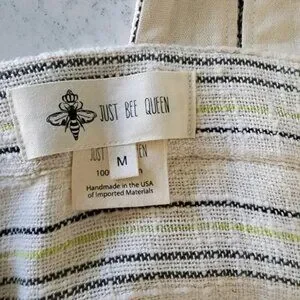 JUST BEE QUEEN
JUST
M
100
Handmade in the USA
of Imported Materials